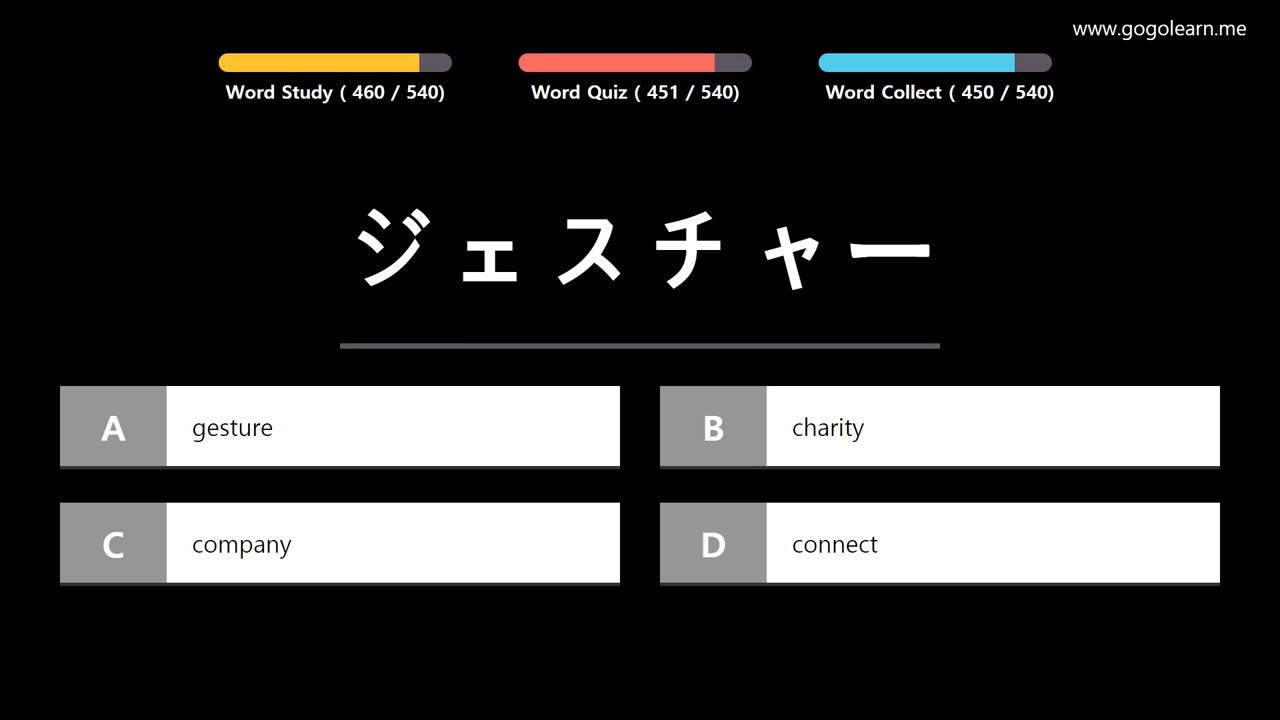 www.gogolearn.me
Word Study ( 460 / 540)
Word Quiz ( 451 / 540)
Word Collect ( 450 / 540)
ジェスチャー
A gesture
B charity
C company
D connect